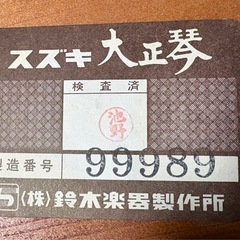 スズキ 大正琴
検査済
池野
製造番号 99989
(株)鈴木楽器製作所